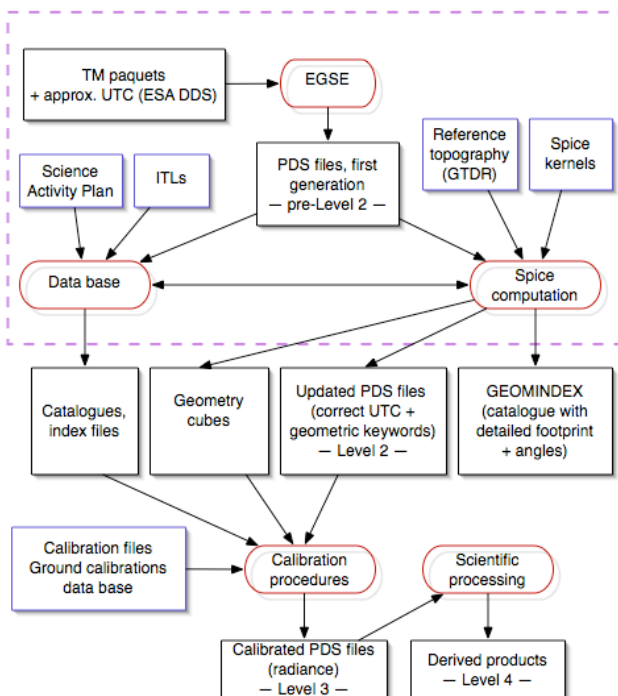 TM paquets
+ approx. UTC (ESA DDS)
EGSE
PDS files, first
generation
— pre-Level 2 —
Reference
topography
(GTDR)
Spice
kernels
Science
Activity Plan
ITLs
Data base
Spice
computation
Catalogues,
index files
Geometry
cubes
Updated PDS files
(correct UTC +
geometric keywords)
— Level 2 —
GEOMINDEX
(catalogue with
detailed footprint
+ angles)
Calibration files
Ground calibrations
data base
Calibration
procedures
Scientific
processing
Calibrated PDS files
(radiance)
— Level 3 —
Derived products
— Level 4 —